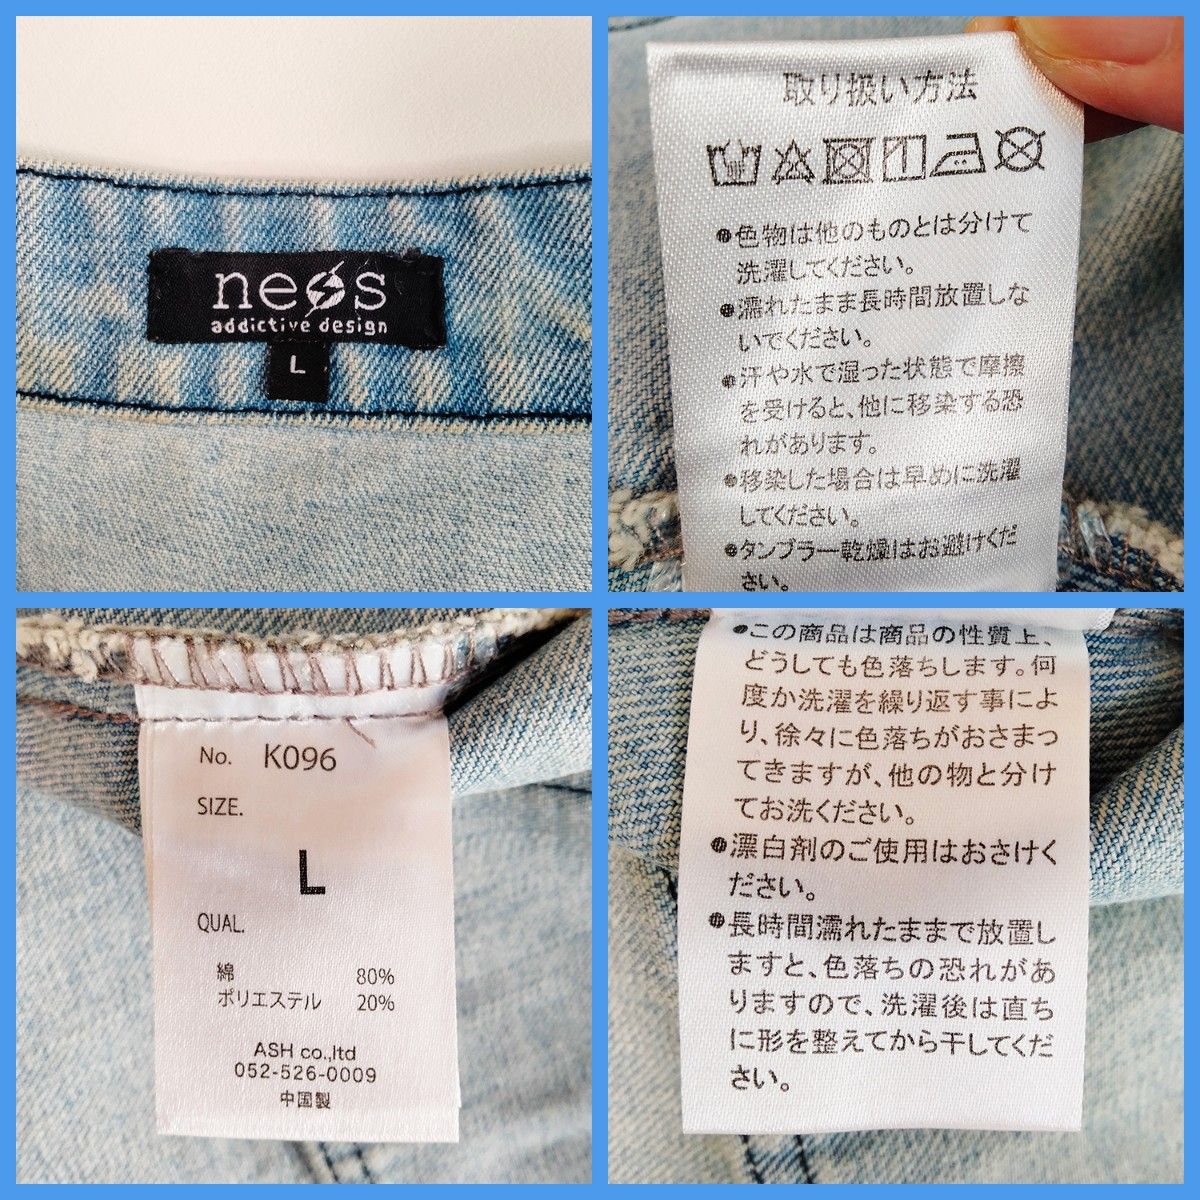 neos
addictive design
L
取り扱い方法
●色物は他のものとは分けて
洗濯してください。
●濡れたまま長時間放置しな
いでください。
●汗や水で湿った状態で摩擦
を受けると、他に移染する恐
れがあります。
●移染した場合は早めに洗濯
してください。
●タンブラー乾燥はお避けくだ
さい。
No. K096
SIZE.
L
QUAL.
綿 80%
ポリエステル 20%
ASH co.,ltd
052-526-0009
中国製
●この商品は商品の性質上、
どうしても色落ちします。何
度か洗濯を繰り返す事によ
り、徐々に色落ちがおさまっ
てきますが、他の物と分け
てお洗ください。
●漂白剤のご使用はおさけく
ださい。
●長時間濡れたままで放置し
ますと、色落ちの恐れがあ
りますので、洗濯後は直ち
に形を整えてから干してくだ
さい。